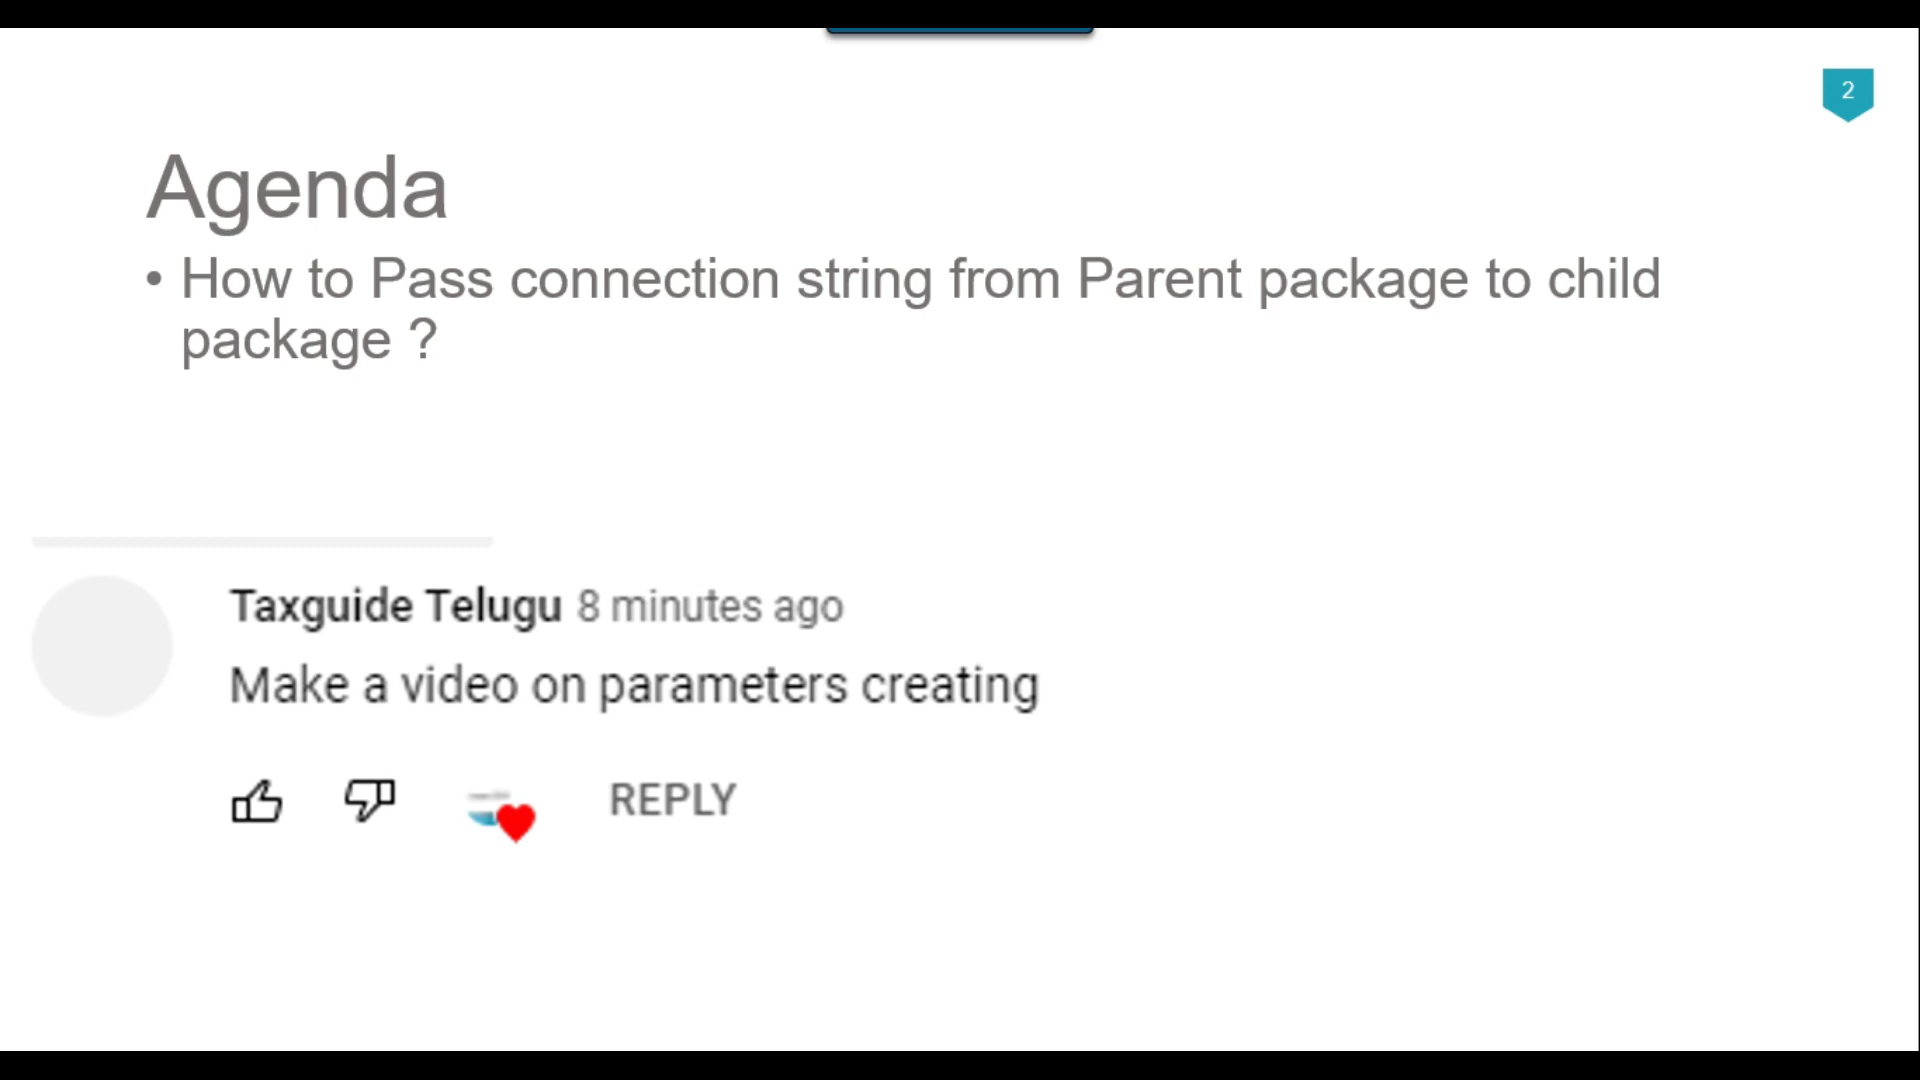 2
Agenda
• How to Pass connection string from Parent package to child
package ?
Taxguide Telugu 8 minutes ago
Make a video on parameters creating
REPLY